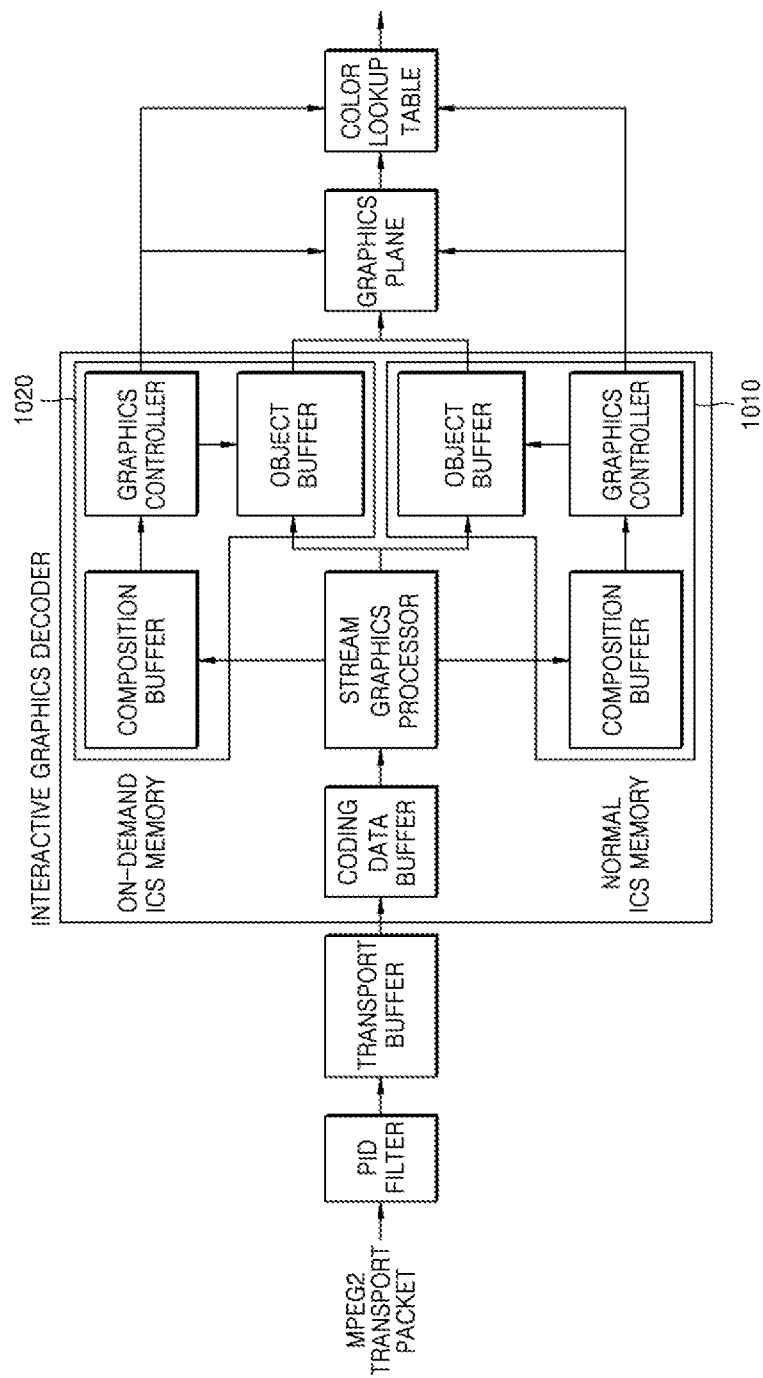 MPEG2
TRANSPORT
PACKET
PID
FILTER
TRANSPORT
BUFFER
INTERACTIVE GRAPHICS DECODER
CODING
DATA
BUFFER
STREAM
GRAPHICS
PROCESSOR
ON-DEMAND
ICS MEMORY
COMPOSITION
BUFFER
GRAPHICS
CONTROLLER
OBJECT
BUFFER
1020
OBJECT
BUFFER
NORMAL
ICS MEMORY
COMPOSITION
BUFFER
GRAPHICS
CONTROLLER
1010
GRAPHICS
PLANE
COLOR
LOOKUP
TABLE